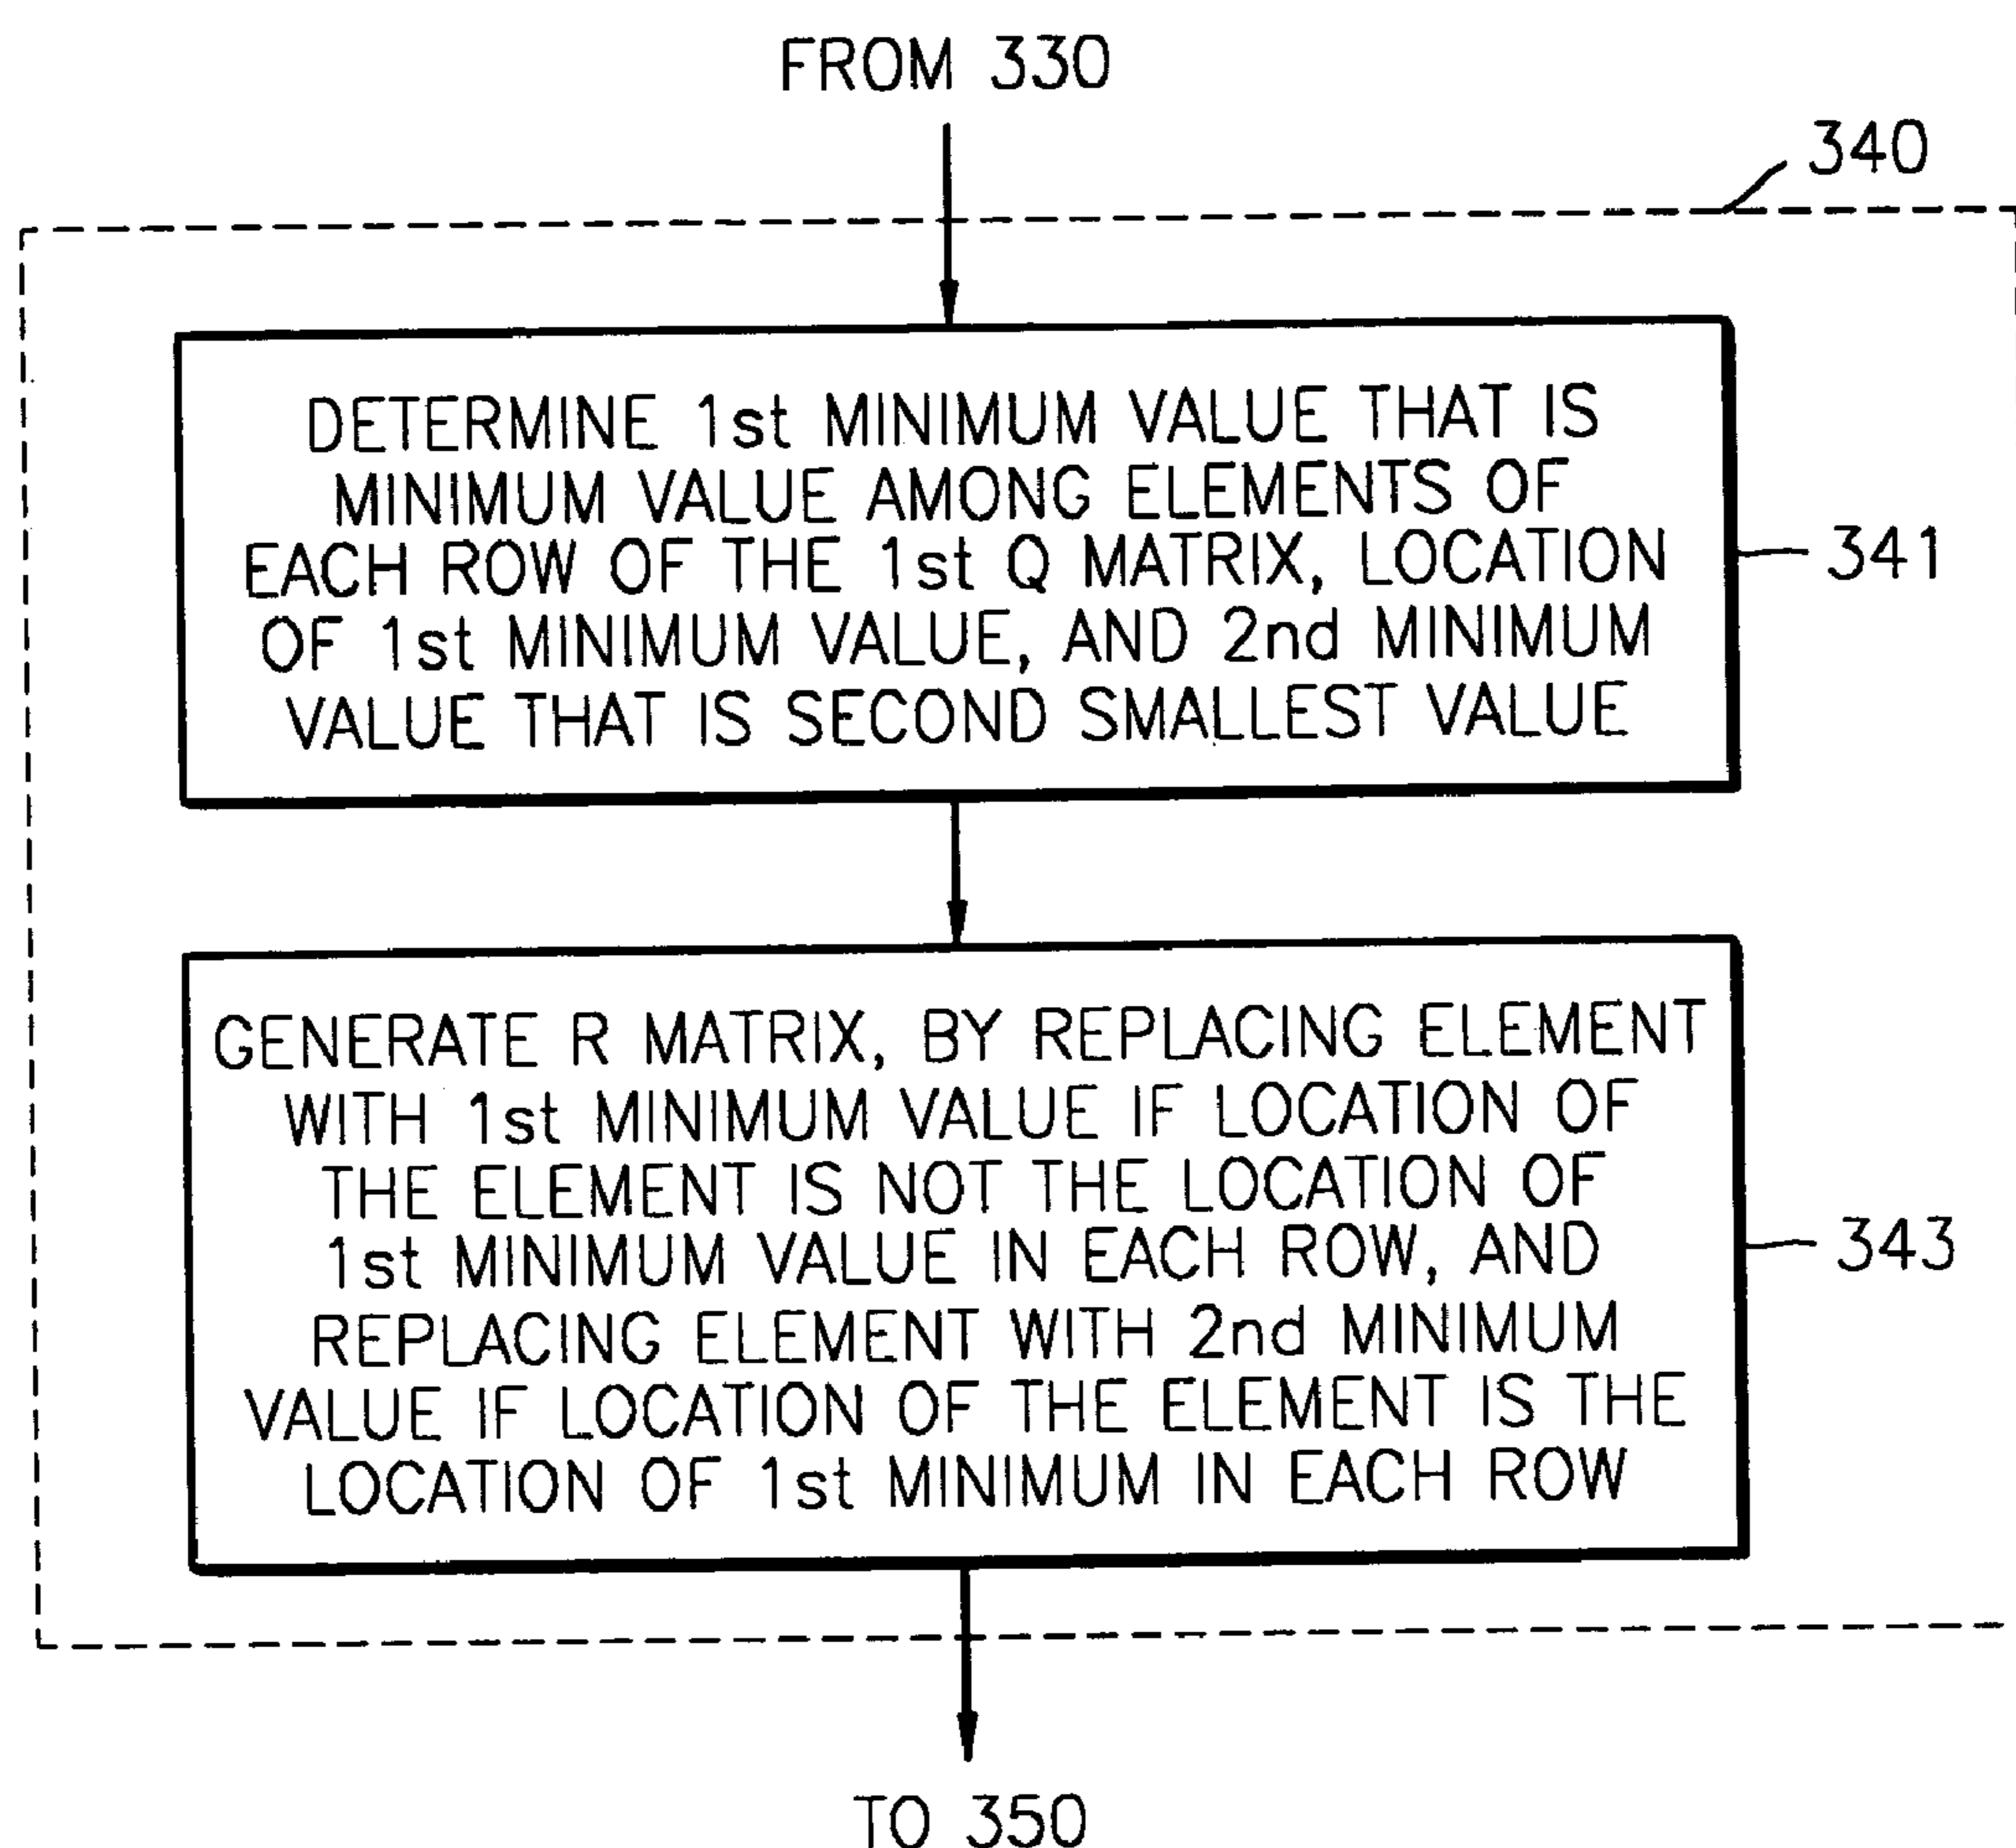 FROM 330
340
DETERMINE 1st MINIMUM VALUE THAT IS
MINIMUM VALUE AMONG ELEMENTS OF
EACH ROW OF THE 1st Q MATRIX, LOCATION
OF 1st MINIMUM VALUE, AND 2nd MINIMUM
VALUE THAT IS SECOND SMALLEST VALUE
341
GENERATE R MATRIX, BY REPLACING ELEMENT
WITH 1st MINIMUM VALUE IF LOCATION OF
THE ELEMENT IS NOT THE LOCATION OF
1st MINIMUM VALUE IN EACH ROW, AND
REPLACING ELEMENT WITH 2nd MINIMUM
VALUE IF LOCATION OF THE ELEMENT IS THE
LOCATION OF 1st MINIMUM IN EACH ROW
343
TO 350